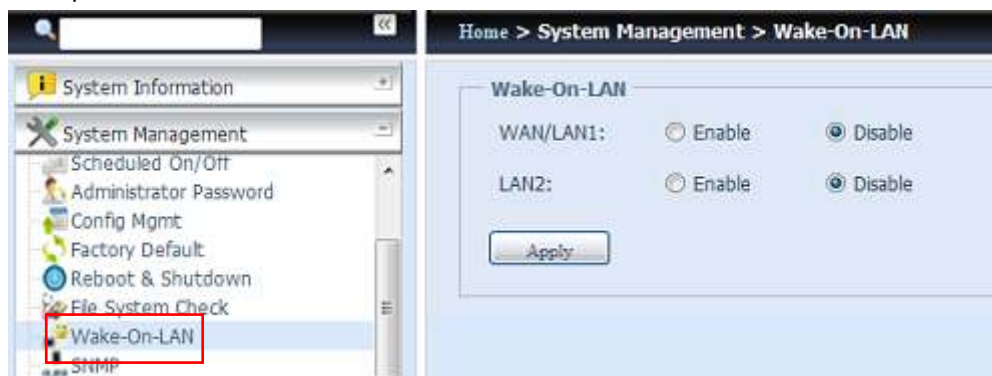 Home > System Management > Wake-On-LAN
System Information
System Management
Scheduled On/Off
Administrator Password
Config Mgmt
Factory Default
Reboot & Shutdown
File System Check
Wake-On-LAN
SNMP
Wake-On-LAN
WAN/LAN1: Enable Disable
LAN2: Enable Disable
Apply